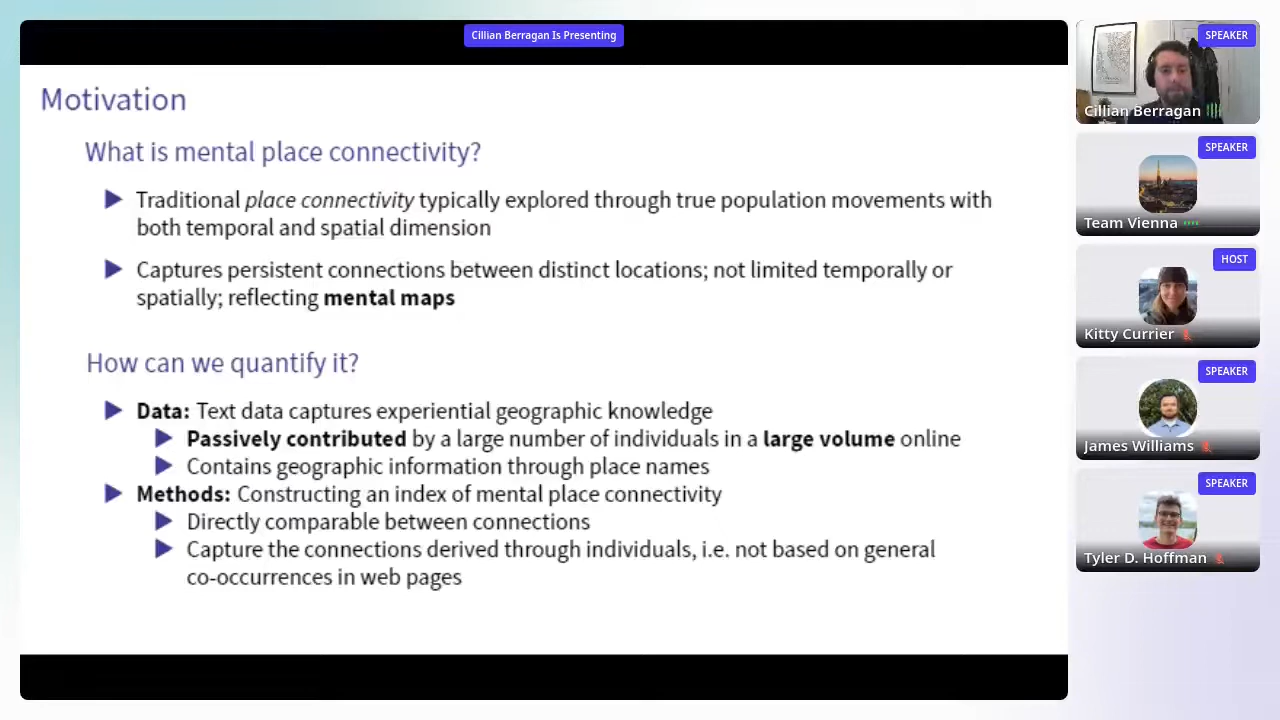 Cillian Berragan Is Presenting
Motivation
What is mental place connectivity?
Traditional place connectivity typically explored through true population movements with
both temporal and spatial dimension
Captures persistent connections between distinct locations; not limited temporally or
spatially; reflecting mental maps
How can we quantify it?
Data: Text data captures experiential geographic knowledge
Passively contributed by a large number of individuals in a large volume online
Contains geographic information through place names
Methods: Constructing an index of mental place connectivity
Directly comparable between connections
Capture the connections derived through individuals, i.e. not based on general
co-occurrences in web pages
SPEAKER
Cillian Berragan
SPEAKER
Team Vienna
HOST
Kitty Currier
SPEAKER
James Williams
SPEAKER
Tyler D. Hoffman